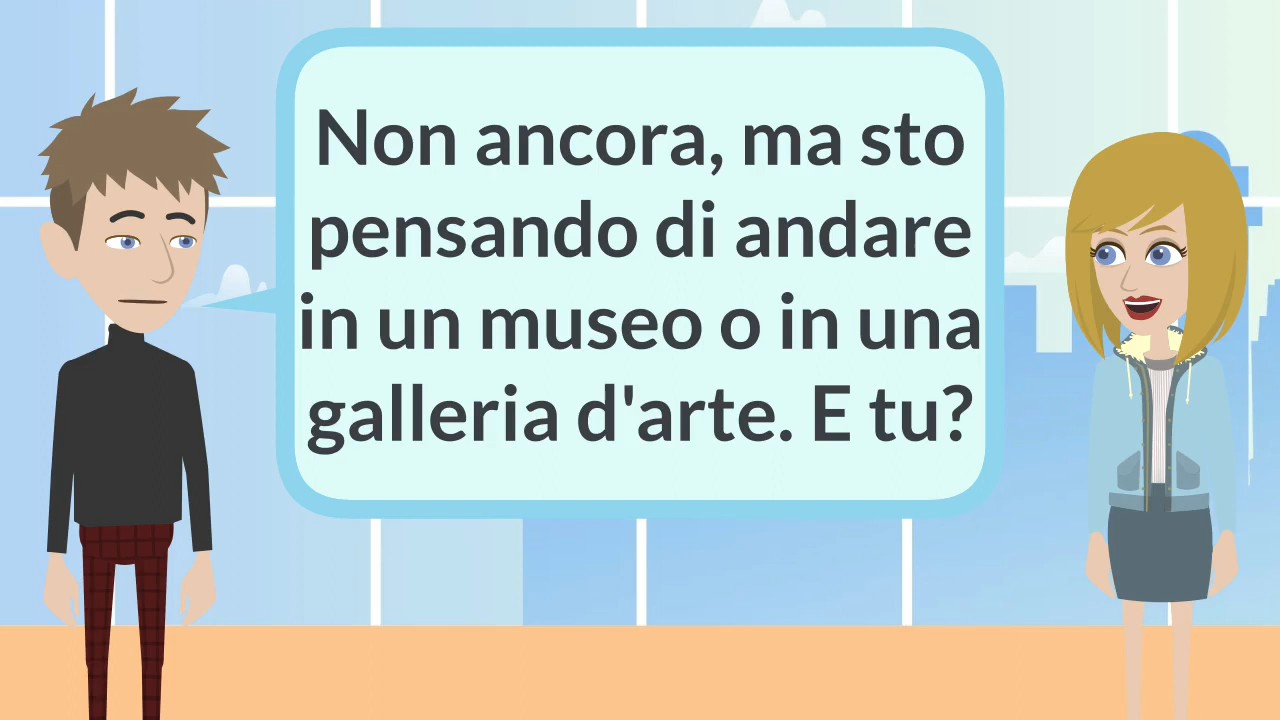 Non ancora, ma sto
pensando di andare
in un museo o in una
galleria d'arte. E tu?